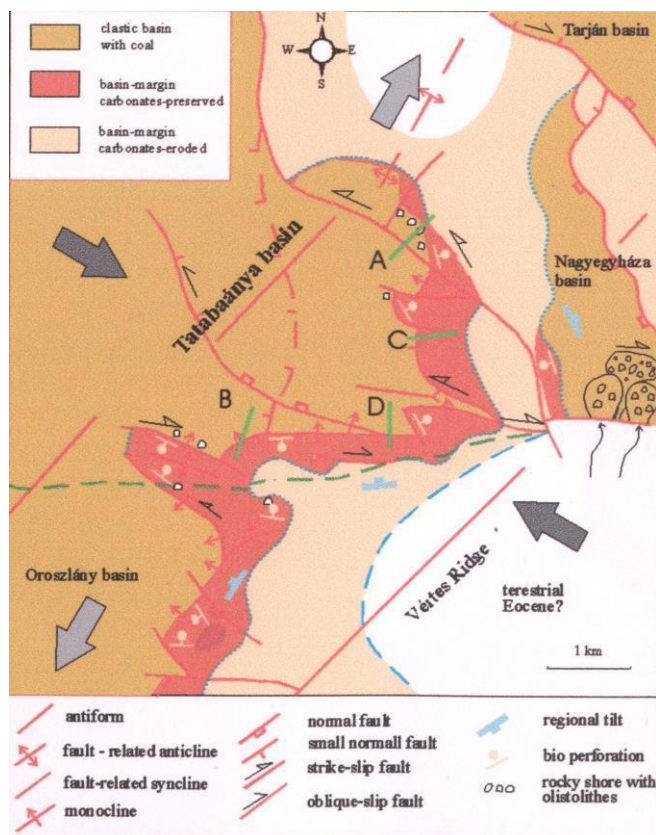 clastic basin
with coal
basin-margin
carbonates-preserved
basin-margin
carbonates-eroded
N
W
E
S
Tarján basin
A
Nagyegyháza
basin
Tatabaánya basin
C
B
D
Oroszlány basin
Véites Ridge
terestrial
Eocene?
1 km
antiform
fault - related anticline
fault-related syncline
monocline
normal fault
small normall fault
strike-slip fault
oblique-slip fault
regional tilt
bio perforation
rocky shore with
olistolithes